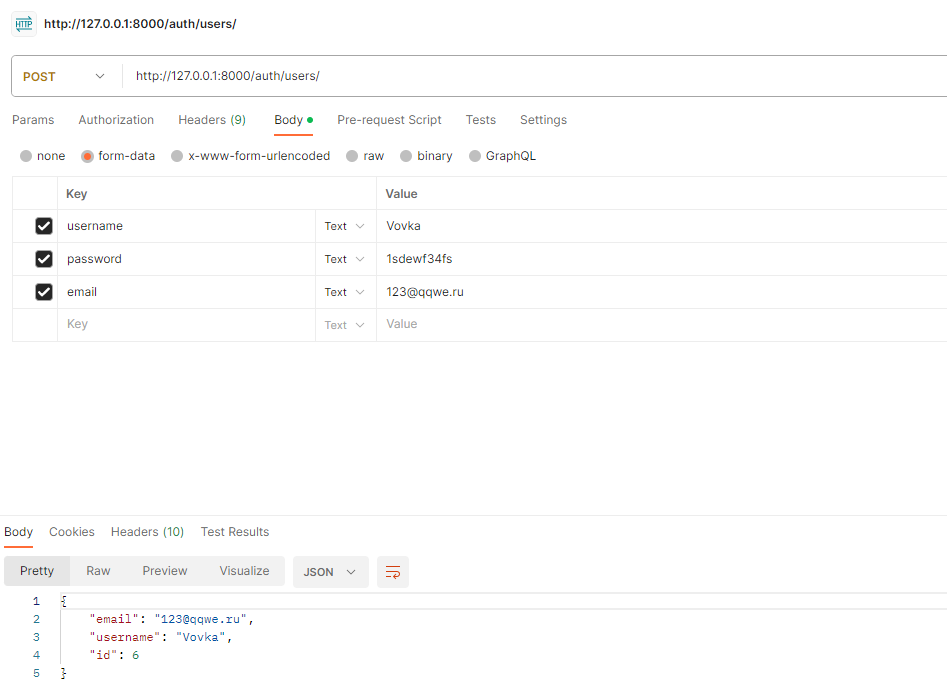 HTTP http://127.0.0.1:8000/auth/users/
POST http://127.0.0.1:8000/auth/users/
Params Authorization Headers (9) Body Pre-request Script Tests Settings
none form-data x-www-form-urlencoded raw binary GraphQL
Key Value
username Text Vovka
password Text 1sdewf34fs
email Text 123@qqwe.ru
Key Text Value
Body Cookies Headers (10) Test Results
Pretty Raw Preview Visualize JSON
1 {
2 "email": "123@qqwe.ru",
3 "username": "Vovka",
4 "id": 6
5 }